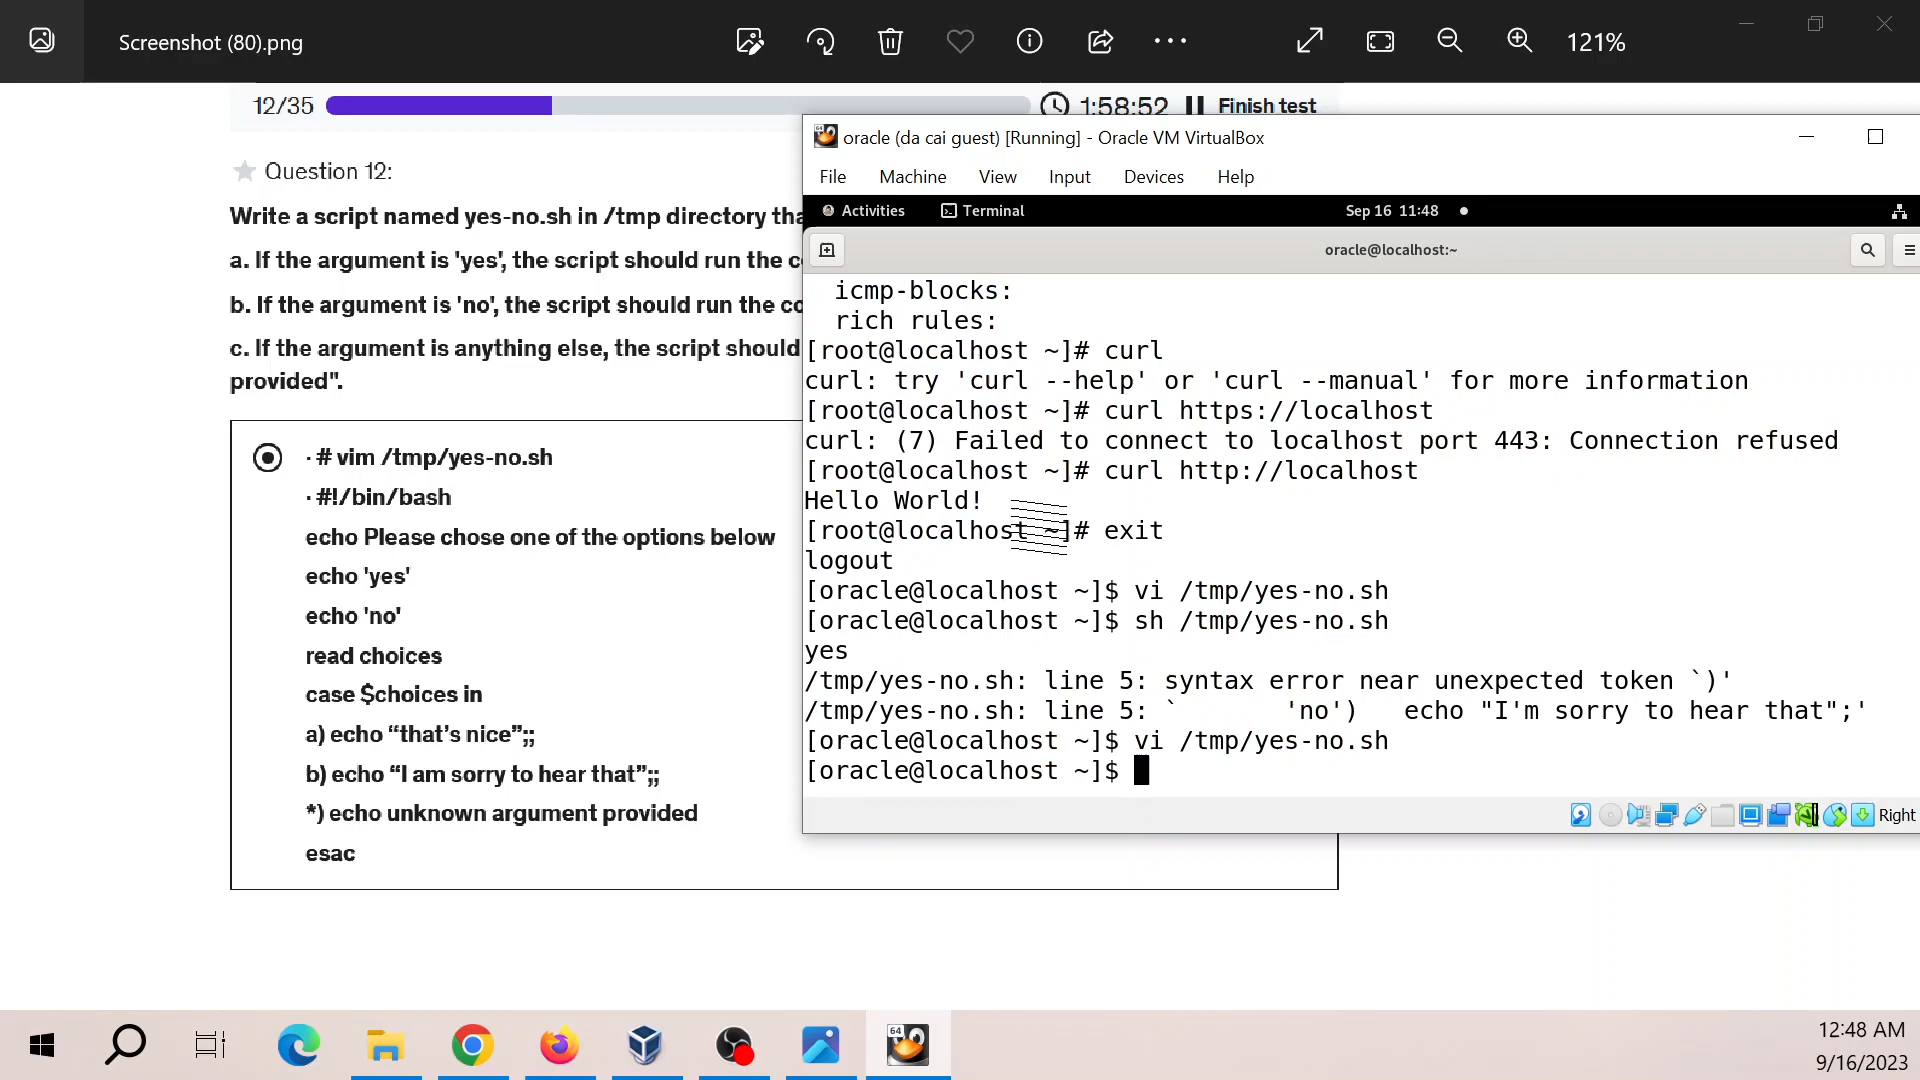 Screenshot (80).png
121%
12/35
1:58:52
Finish test
Question 12:
Write a script named yes-no.sh in /tmp directory
a. If the argument is 'yes', the script should run the
b. If the argument is 'no', the script should run the
c. If the argument is anything else, the script should
provided".
· # vim /tmp/yes-no.sh
· #!/bin/bash
echo Please chose one of the options below
echo 'yes'
echo 'no'
read choices
case $choices in
a) echo “that’s nice”;;
b) echo “I am sorry to hear that”;;
*) echo unknown argument provided
esac
oracle (da cai guest) [Running] - Oracle VM VirtualBox
File Machine View Input Devices Help
Activities Terminal Sep 16 11:48
oracle@localhost:~
icmp-blocks:
rich rules:
[root@localhost ~]# curl
curl: try 'curl --help' or 'curl --manual' for more information
[root@localhost ~]# curl https://localhost
curl: (7) Failed to connect to localhost port 443: Connection refused
[root@localhost ~]# curl http://localhost
Hello World!
[root@localhost ~]# exit
logout
[oracle@localhost ~]$ vi /tmp/yes-no.sh
[oracle@localhost ~]$ sh /tmp/yes-no.sh
yes
/tmp/yes-no.sh: line 5: syntax error near unexpected token `)'
/tmp/yes-no.sh: line 5: `       'no')   echo "I'm sorry to hear that";'
[oracle@localhost ~]$ vi /tmp/yes-no.sh
[oracle@localhost ~]$
Right
64
12:48 AM
9/16/2023